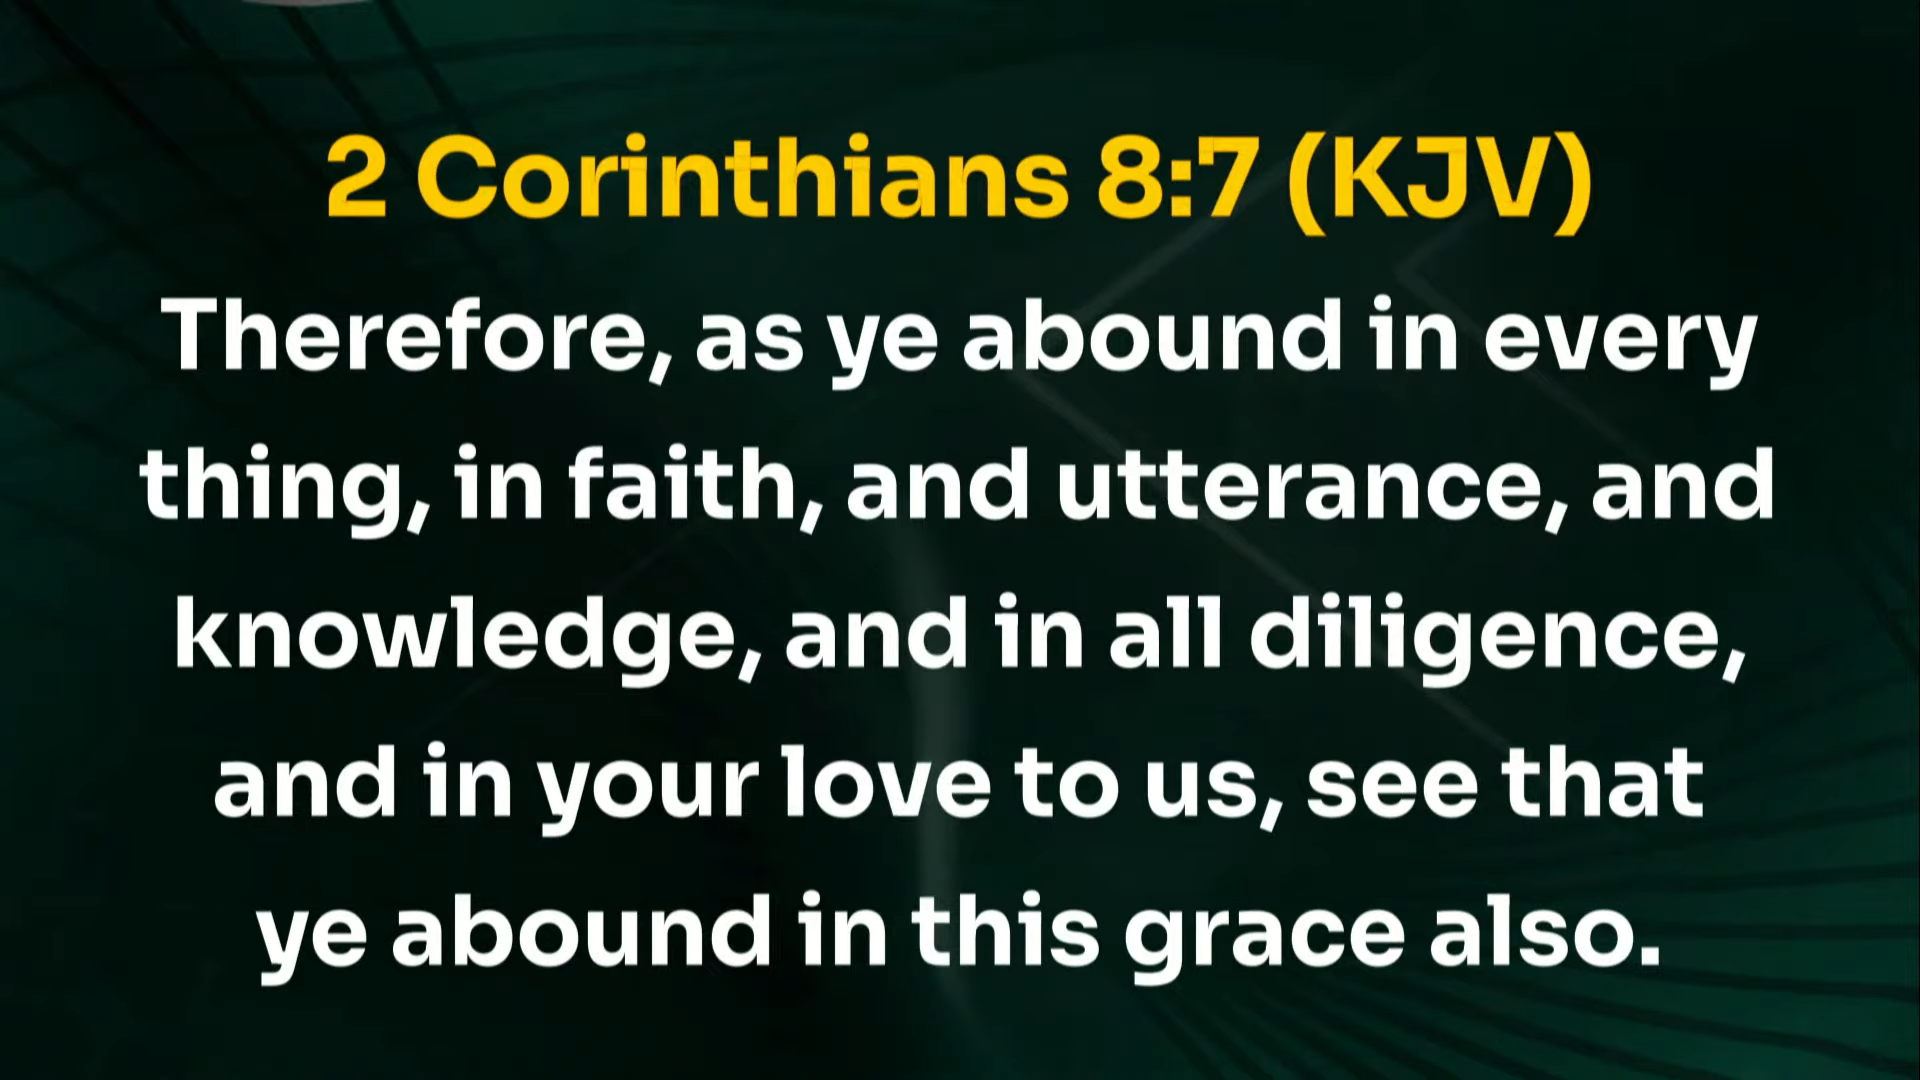 2 Corinthians 8:7 (KJV)
Therefore, as ye abound in every
thing, in faith, and utterance, and
knowledge, and in all diligence,
and in your love to us, see that
ye abound in this grace also.